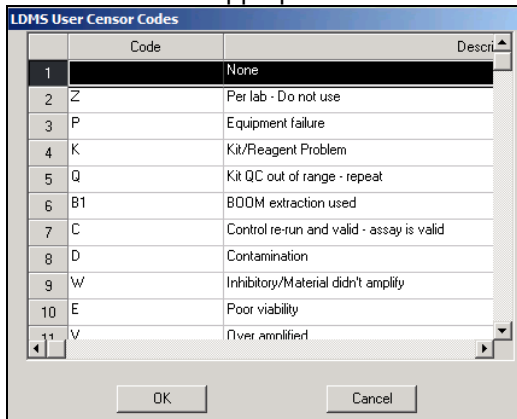 LDMS User Censor Codes
Code Descri
1 None
2 Z Per lab - Do not use
3 P Equipment failure
4 K Kit/Reagent Problem
5 Q Kit QC out of range - repeat
6 B1 BOOM extraction used
7 C Control re-run and valid - assay is valid
8 D Contamination
9 W Inhibitory/Material didn't amplify
10 E Poor viability
11 V Over amplified
OK Cancel